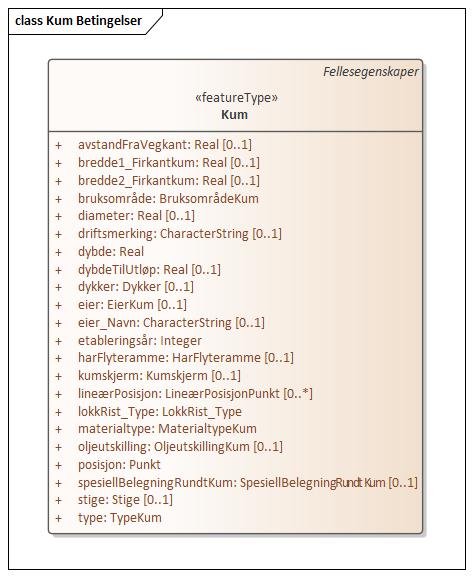 class Kum Betingelser
Fellesegenskaper
«featureType»
Kum
+ avstandFraVegkant: Real [0..1]
+ bredde1_Firkantkum: Real [0..1]
+ bredde2_Firkantkum: Real [0..1]
+ bruksområde: BruksområdeKum
+ diameter: Real [0..1]
+ driftsmerking: CharacterString [0..1]
+ dybde: Real
+ dybdeTilUtløp: Real [0..1]
+ dykker: Dykker [0..1]
+ eier: EierKum [0..1]
+ eier_Navn: CharacterString [0..1]
+ etableringsår: Integer
+ harFlyteramme: HarFlyteramme [0..1]
+ kumskjerm: Kumskjerm [0..1]
+ lineærPosisjon: LineærPosisjonPunkt [0..*]
+ lokkRist_Type: LokkRist_Type
+ materialtype: MaterialtypeKum
+ oljeutskilling: OljeutskillingKum [0..1]
+ posisjon: Punkt
+ spesiellBelegningRundtKum: SpesiellBelegningRundtKum [0..1]
+ stige: Stige [0..1]
+ type: TypeKum